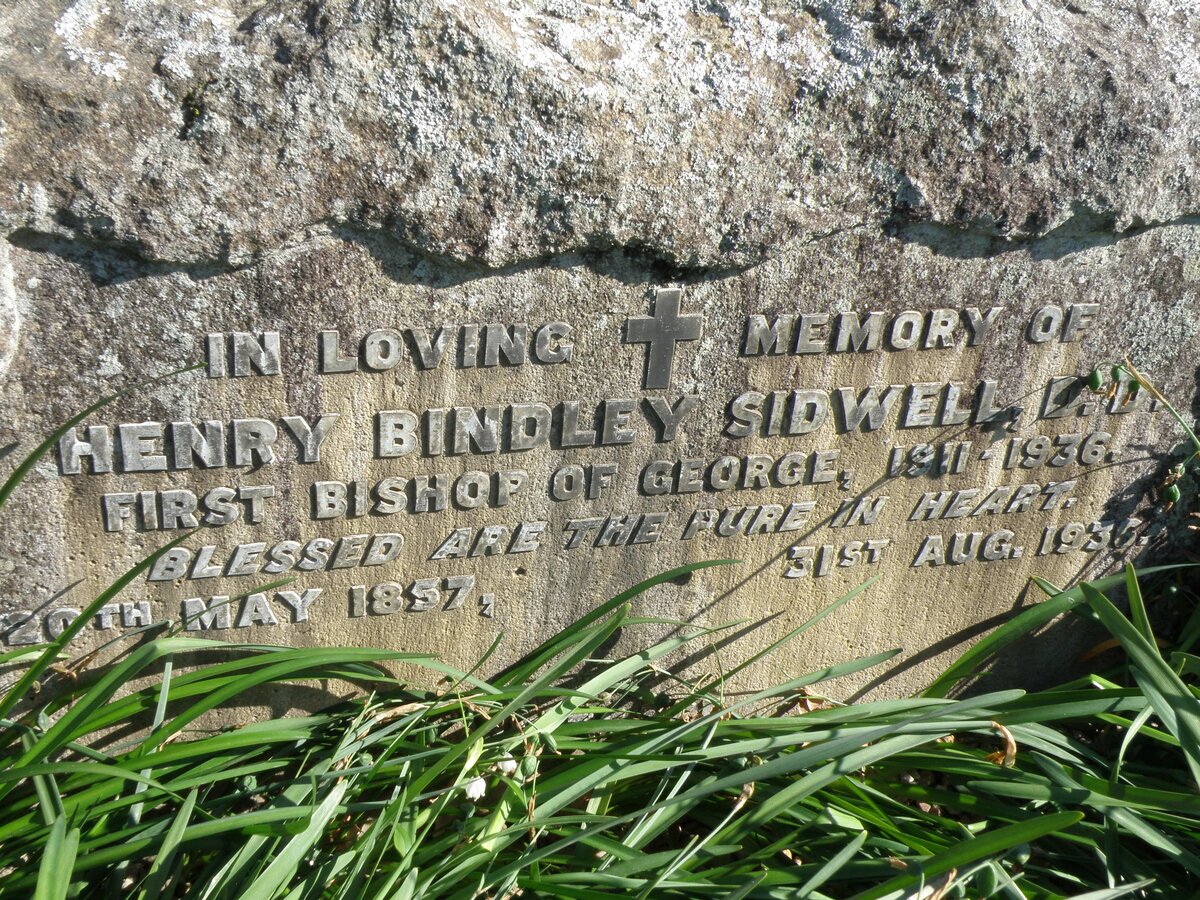 IN LOVING MEMORY OF
HENRY BINDLEY SIDWELL, D.D.
FIRST BISHOP OF GEORGE, 1911 - 1936.
BLESSED ARE THE PURE IN HEART.
20TH MAY 1857, 31ST AUG. 1936.